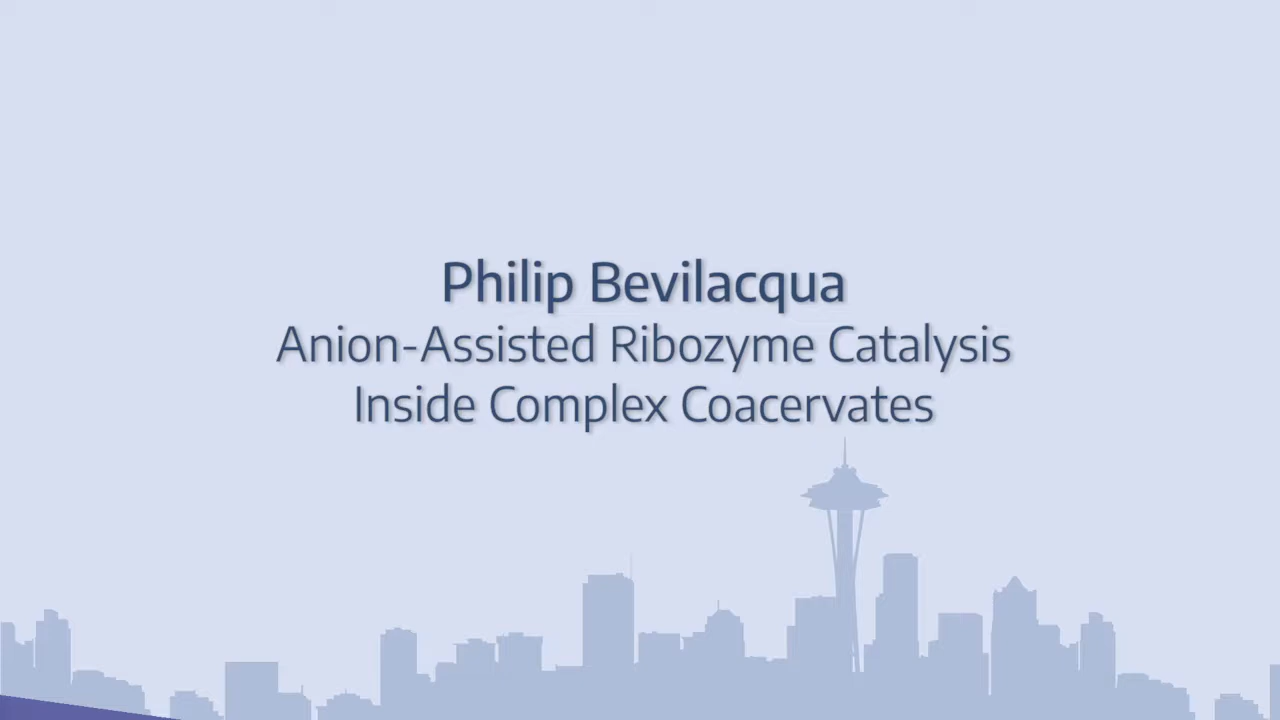 Philip Bevilacqua
Anion-Assisted Ribozyme Catalysis
Inside Complex Coacervates